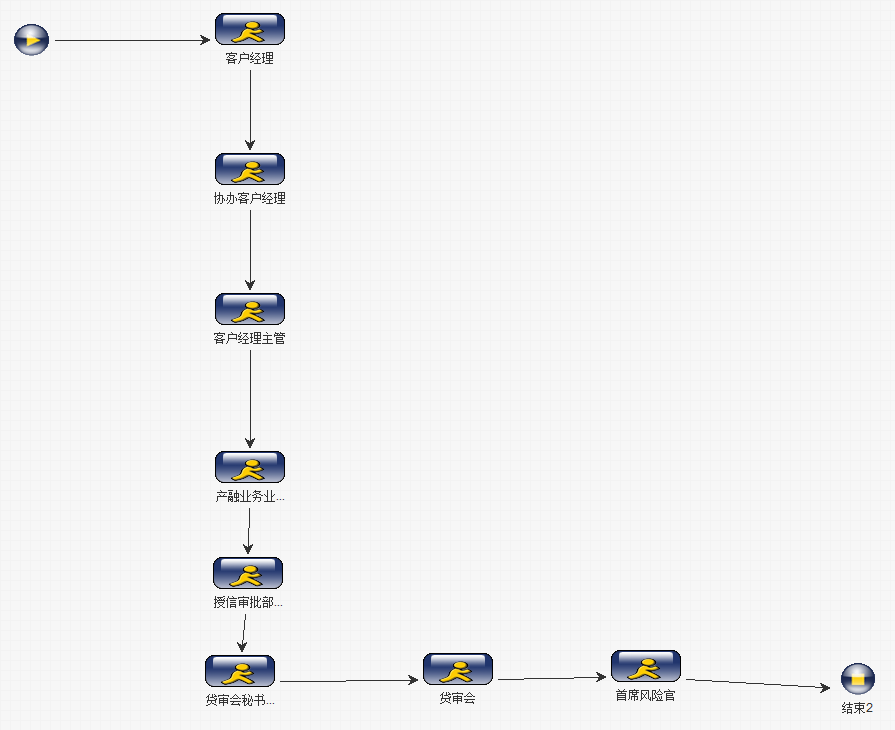 客户经理
协办客户经理
客户经理主管
产融业务业...
授信审批部...
贷审会秘书...
贷审会
首席风险官
结束2